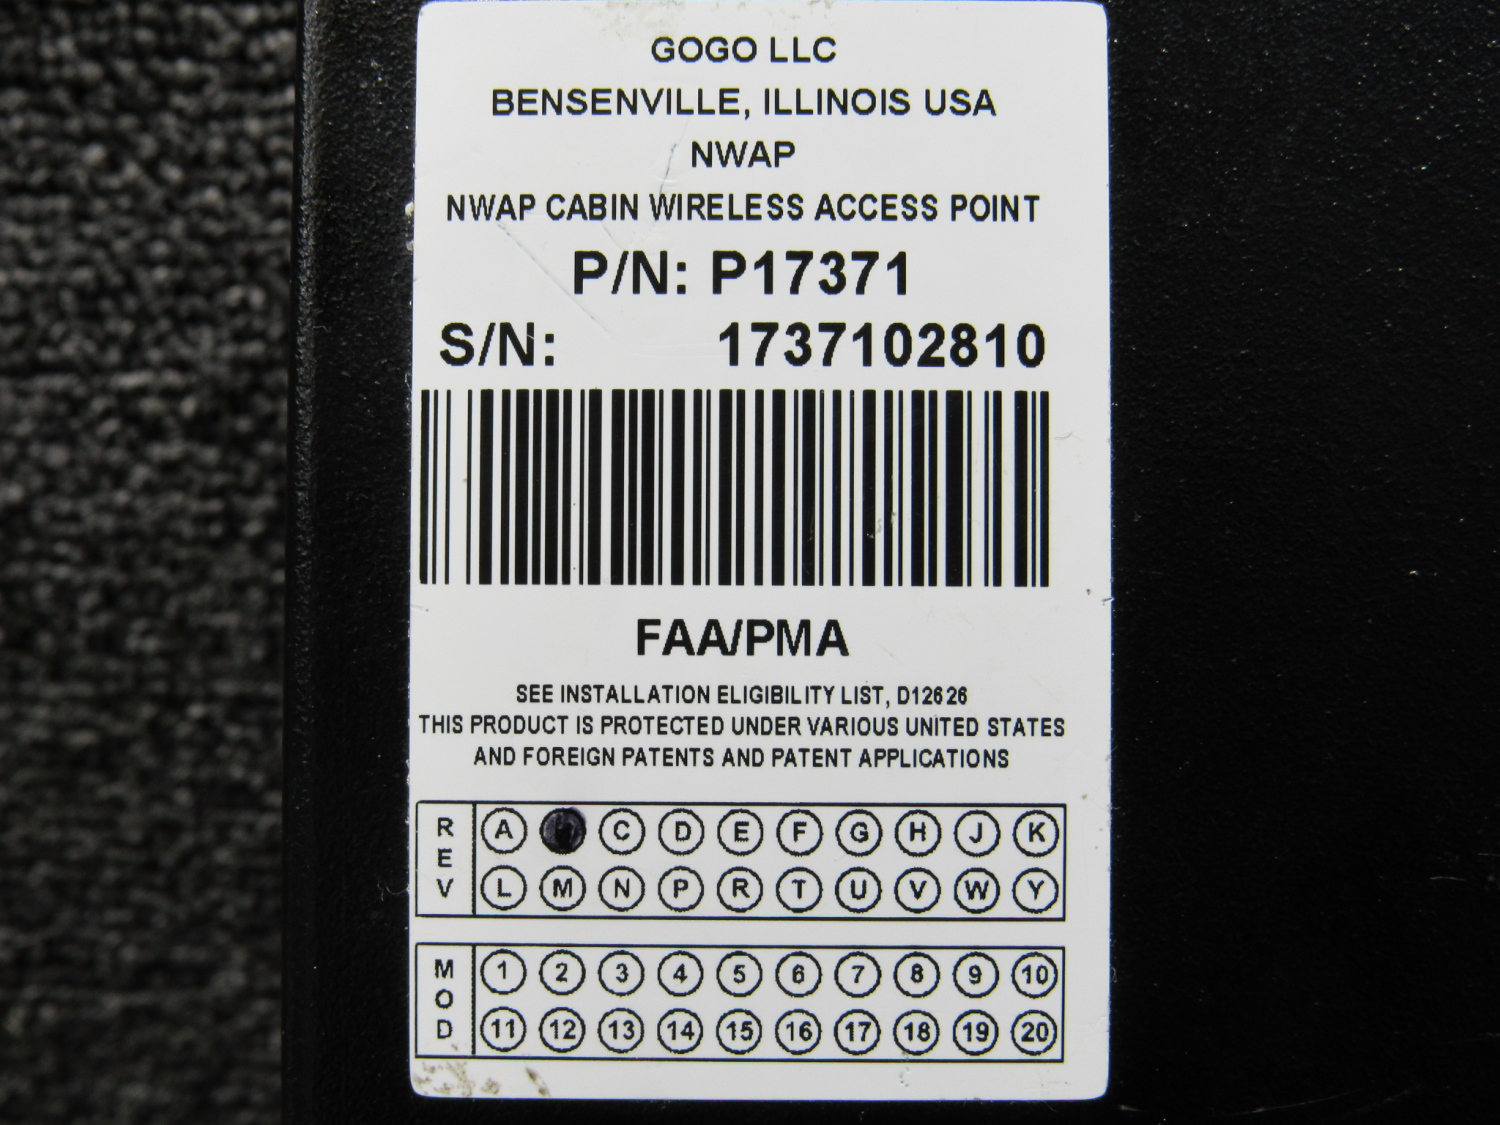 GOGO LLC
BENSENVILLE, ILLINOIS USA
NWAP
NWAP CABIN WIRELESS ACCESS POINT
P/N: P17371
S/N: 1737102810
FAA/PMA
SEE INSTALLATION ELIGIBILITY LIST, D12626
THIS PRODUCT IS PROTECTED UNDER VARIOUS UNITED STATES
AND FOREIGN PATENTS AND PATENT APPLICATIONS
REV
A C D E F G H J K
L M N P R T U V W Y
MOD
1 2 3 4 5 6 7 8 9 10
11 12 13 14 15 16 17 18 19 20